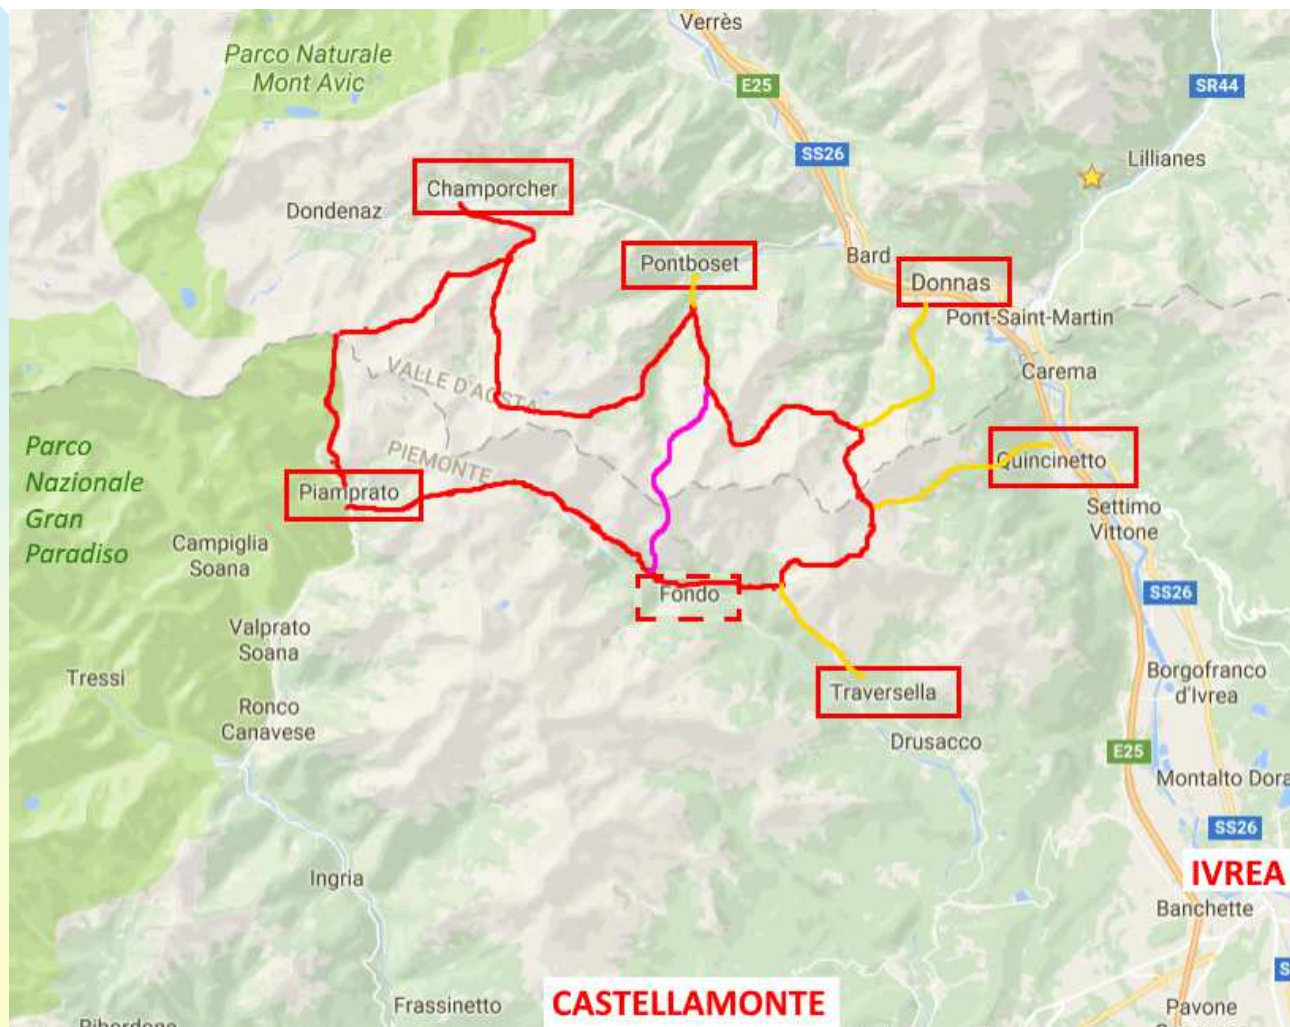 Verrès
Parco Naturale
Mont Avic
E25
SR44
SS26
Lillianes
Champorcher
Dondenaz
Bard
Pontboset
Donnas
Pont-Saint-Martin
VALLE D'AOSTA
Carema
Parco
Nazionale
Gran
Paradiso
PIEMONTE
Quincinetto
Piamprato
Settimo
Vittone
Campiglia
Soana
Fondo
SS26
Valprato
Soana
Tressi
Borgofranco
d'Ivrea
Traversella
Ronco
Canavese
Drusacco
E25
Montalto Dora
SS26
Ingria
IVREA
Banchette
S
Frassinetto
CASTELLAMONTE
Pavone